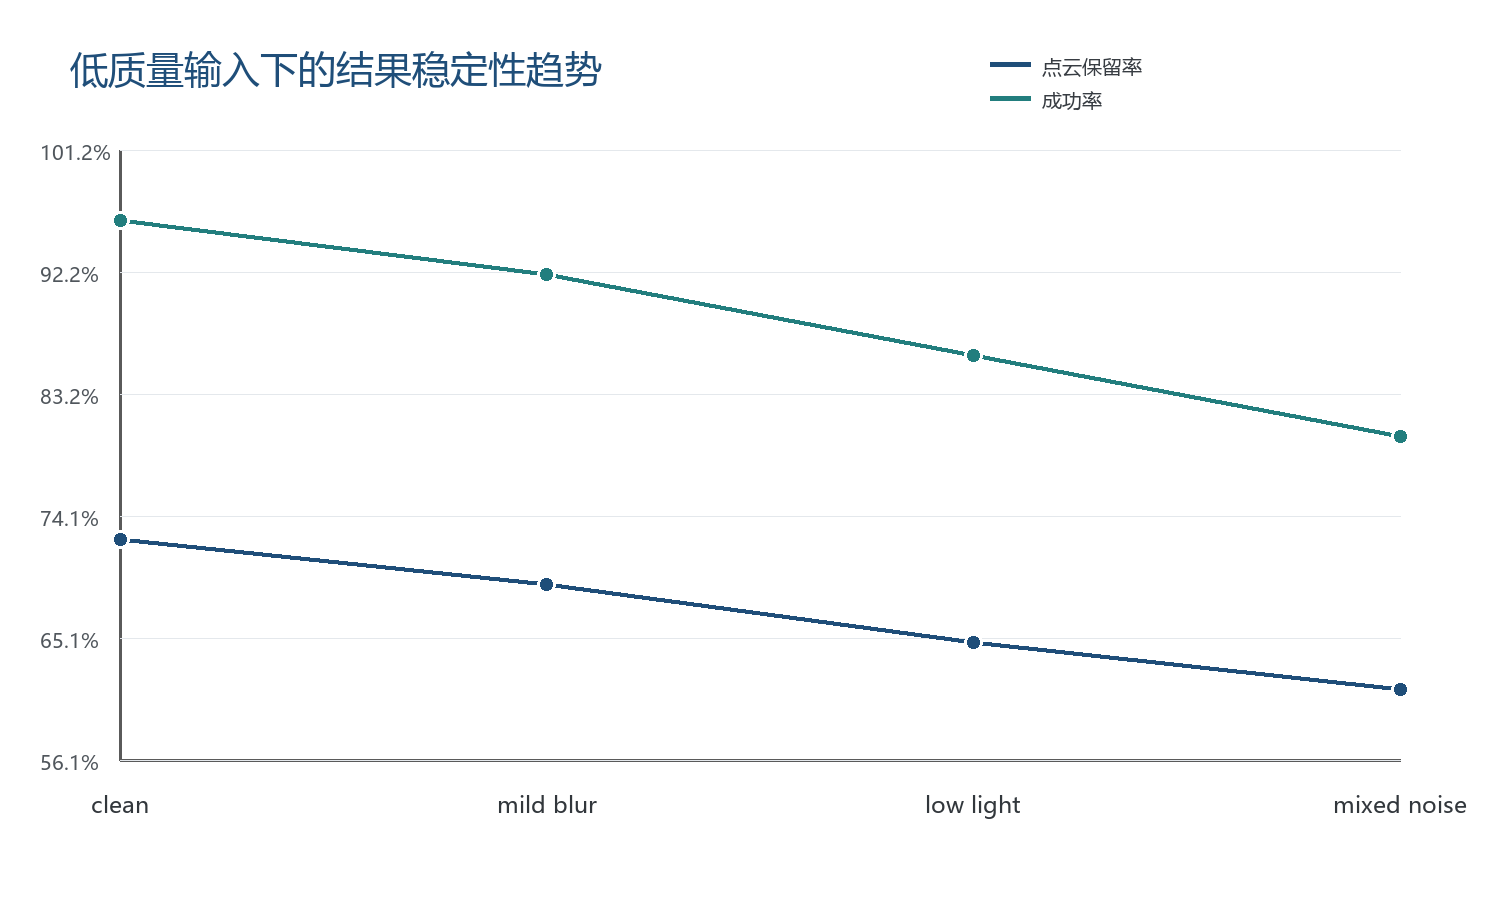 低质量输入下的结果稳定性趋势
点云保留率
成功率
101.2%
92.2%
83.2%
74.1%
65.1%
56.1%
clean
mild blur
low light
mixed noise